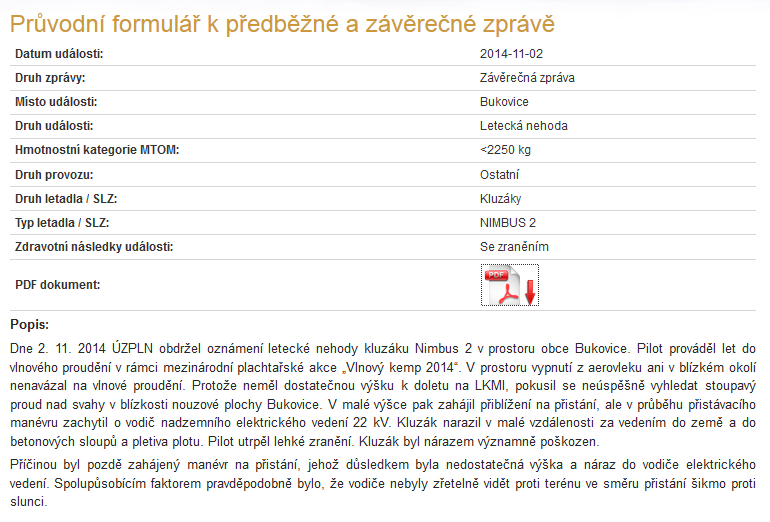 Průvodní formulář k předběžné a závěrečné zprávě
Datum události: 2014-11-02
Druh zprávy: Závěrečná zpráva
Místo události: Bukovice
Druh události: Letecká nehoda
Hmotnostní kategorie MTOM: <2250 kg
Druh provozu: Ostatní
Druh letadla / SLZ: Kluzáky
Typ letadla / SLZ: NIMBUS 2
Zdravotní následky události: Se zraněním
PDF dokument: PDF
Popis:
Dne 2. 11. 2014 ÚZPLN obdržel oznámení letecké nehody kluzáku Nimbus 2 v prostoru obce Bukovice. Pilot prováděl let do
vlnového proudění v rámci mezinárodní plachtařské akce „Vlnový kemp 2014“. V prostoru vypnutí z aerovleku ani v blízkém okolí
nenavázal na vlnové proudění. Protože neměl dostatečnou výšku k doletu na LKMI, pokusil se neúspěšně vyhledat stoupavý
proud nad svahy v blízkosti nouzové plochy Bukovice. V malé výšce pak zahájil přiblížení na přistání, ale v průběhu přistávacího
manévru zachytil o vodič nadzemního elektrického vedení 22 kV. Kluzák narazil v malé vzdálenosti za vedením do země a do
betonových sloupů a pletiva plotu. Pilot utrpěl lehké zranění. Kluzák byl nárazem významně poškozen.
Příčinou byl pozdě zahájený manévr na přistání, jehož důsledkem byla nedostatečná výška a náraz do vodiče elektrického
vedení. Spolupůsobícím faktorem pravděpodobně bylo, že vodiče nebyly zřetelně vidět proti terénu ve směru přistání šikmo proti
slunci.